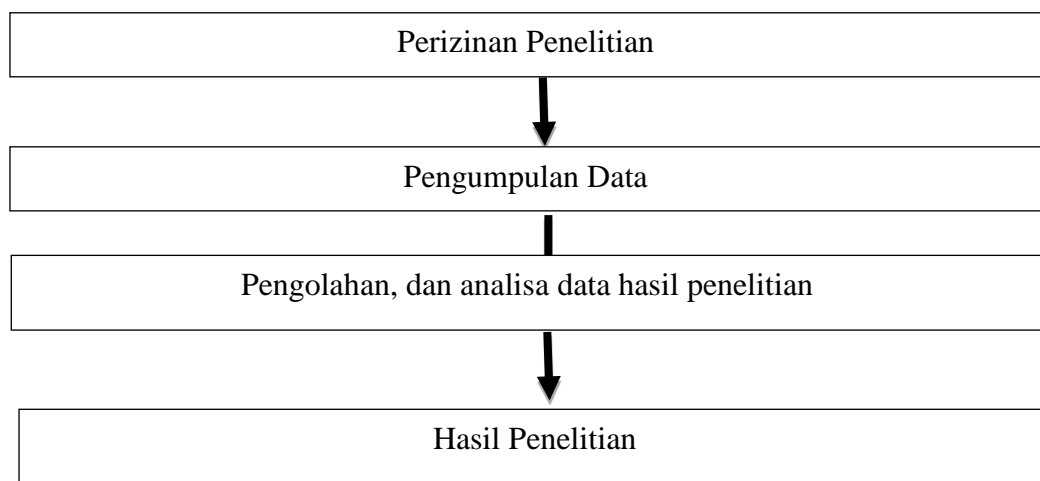 Perizinan Penelitian
Pengumpulan Data
Pengolahan, dan analisa data hasil penelitian
Hasil Penelitian